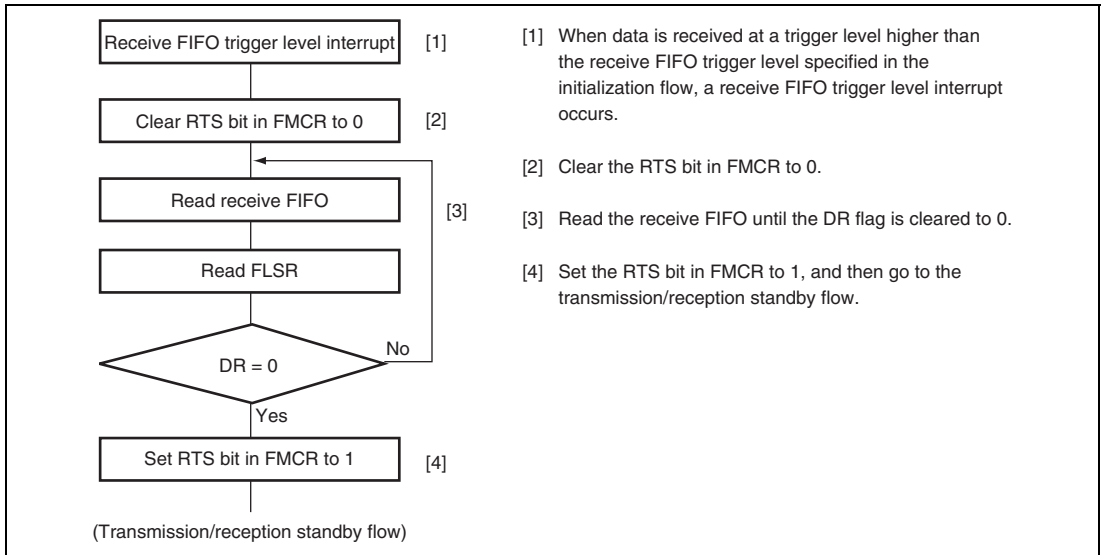 Receive FIFO trigger level interrupt
[1]
Clear RTS bit in FMCR to 0
[2]
Read receive FIFO
[3]
Read FLSR
DR = 0
No
Yes
Set RTS bit in FMCR to 1
[4]
(Transmission/reception standby flow)
[1] When data is received at a trigger level higher than
the receive FIFO trigger level specified in the
initialization flow, a receive FIFO trigger level interrupt
occurs.
[2] Clear the RTS bit in FMCR to 0.
[3] Read the receive FIFO until the DR flag is cleared to 0.
[4] Set the RTS bit in FMCR to 1, and then go to the
transmission/reception standby flow.